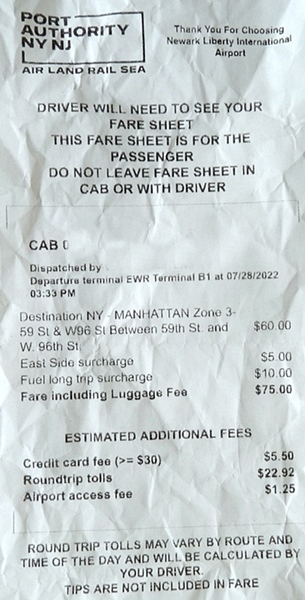 PORT
AUTHORITY
NY NJ
AIR LAND RAIL SEA
Thank You For Choosing
Newark Liberty International
Airport
DRIVER WILL NEED TO SEE YOUR
FARE SHEET
THIS FARE SHEET IS FOR THE
PASSENGER
DO NOT LEAVE FARE SHEET IN
CAB OR WITH DRIVER
CAB
Dispatched by
Departure terminal EWR Terminal B1 at 07/28/2022
03:33 PM
Destination NY - MANHATTAN Zone 3-
59 St & W96 St Between 59th St. and $60.00
W. 96th St.
East Side surcharge $5.00
Fuel long trip surcharge $10.00
Fare including Luggage Fee $75.00
ESTIMATED ADDITIONAL FEES
Credit card fee (>= $30) $5.50
Roundtrip tolls $22.92
Airport access fee $1.25
ROUND TRIP TOLLS MAY VARY BY ROUTE AND
TIME OF THE DAY AND WILL BE CALCULATED BY
YOUR DRIVER.
TIPS ARE NOT INCLUDED IN FARE